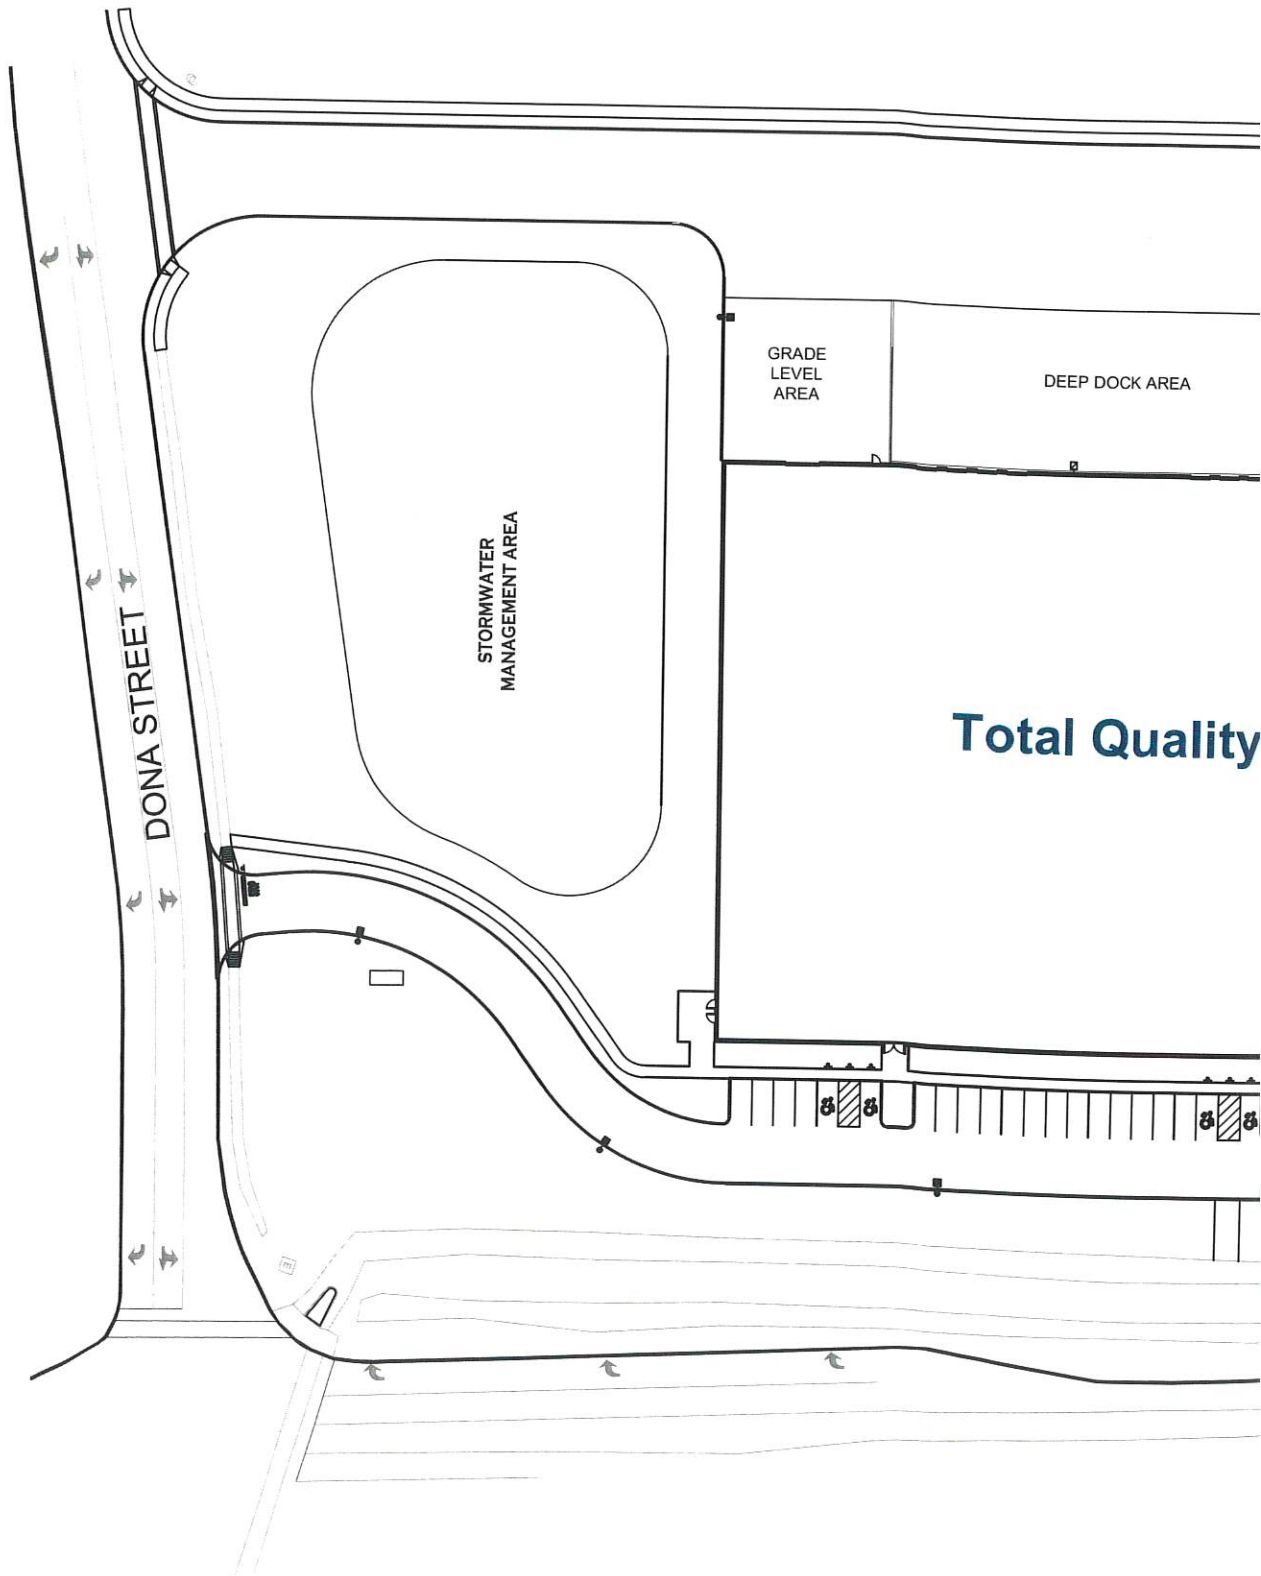 GRADE
LEVEL
AREA
DEEP DOCK AREA
STORMWATER
MANAGEMENT AREA
DONA STREET
Total Quality
E